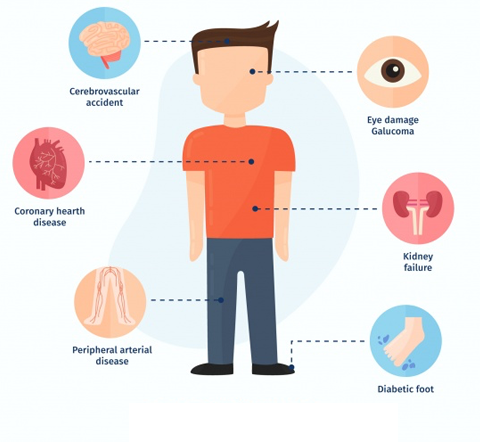 Cerebrovascular
accident
Eye damage
Galucoma
Coronary hearth
disease
Kidney
failure
Peripheral arterial
disease
Diabetic foot